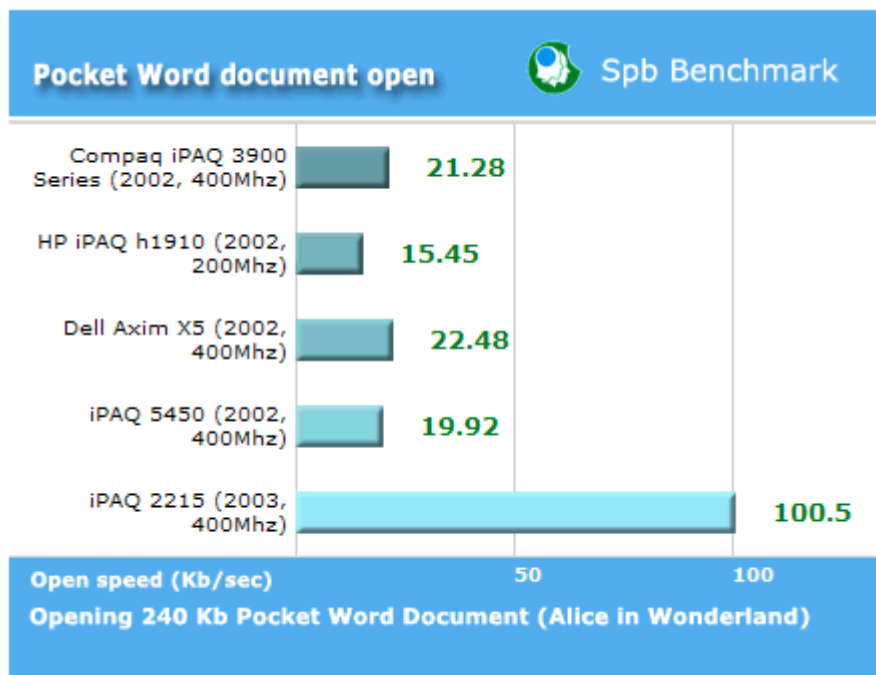 Pocket Word document open
Spb Benchmark
Compaq iPAQ 3900
Series (2002, 400Mhz)
21.28
HP iPAQ h1910 (2002,
200Mhz)
15.45
Dell Axim X5 (2002,
400Mhz)
22.48
iPAQ 5450 (2002,
400Mhz)
19.92
iPAQ 2215 (2003,
400Mhz)
100.5
Open speed (Kb/sec)
50
100
Opening 240 Kb Pocket Word Document (Alice in Wonderland)